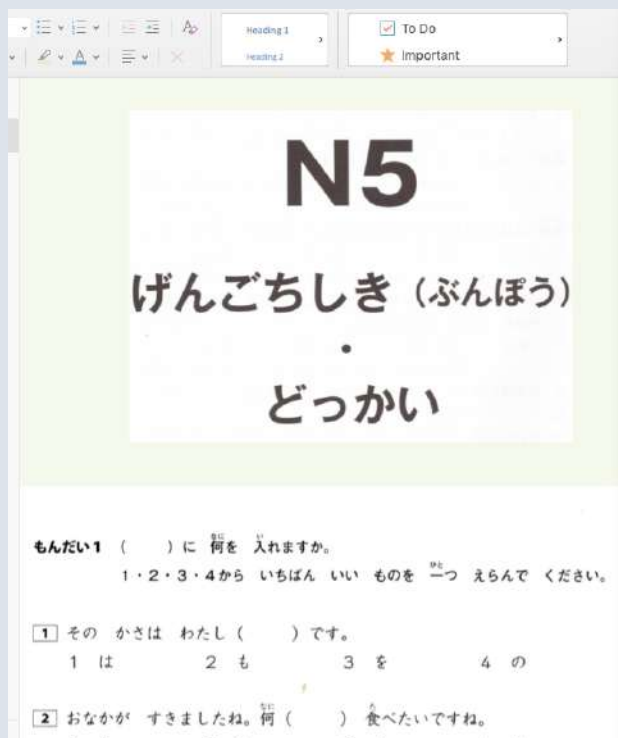 Heading 1
Heading 2
To Do
Important
N5
げんごちしき（ぶんぽう）
・
どっかい
もんだい1 （　　）に 何を 入れますか。
1・2・3・4から いちばん いい ものを 一つ えらんで ください。
1 その かさは わたし（　　）です。
1 は 2 も 3 を 4 の
2 おなかが すきましたね。何（　　） 食べたいですね。